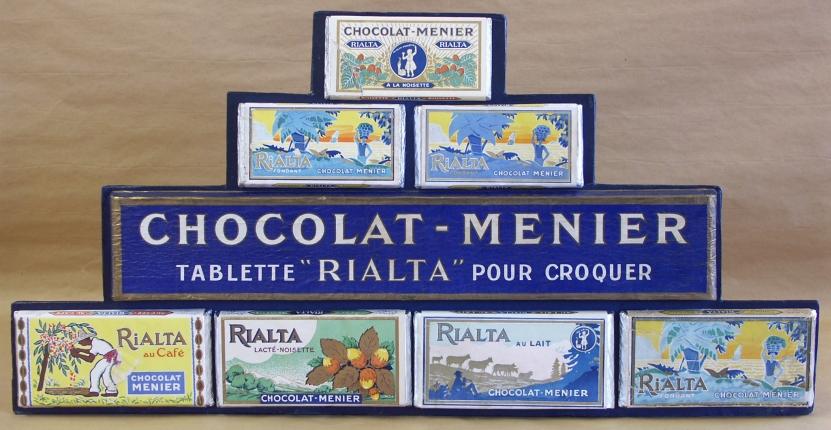 CHOCOLAT-MENIER
RIALTA RIALTA
A LA NOISETTE
RIALTA
FONDANT CHOCOLAT MENIER
RIALTA
FONDANT CHOCOLAT MENIER
CHOCOLAT-MENIER
TABLETTE "RIALTA" POUR CROQUER
RIALTA
AU CAFÉ
CHOCOLAT
MENIER
RIALTA
LACTÉ-NOISETTE
CHOCOLAT-MENIER
RIALTA AU LAIT
CHOCOLAT-MENIER
RIALTA
FONDANT CHOCOLAT MENIER